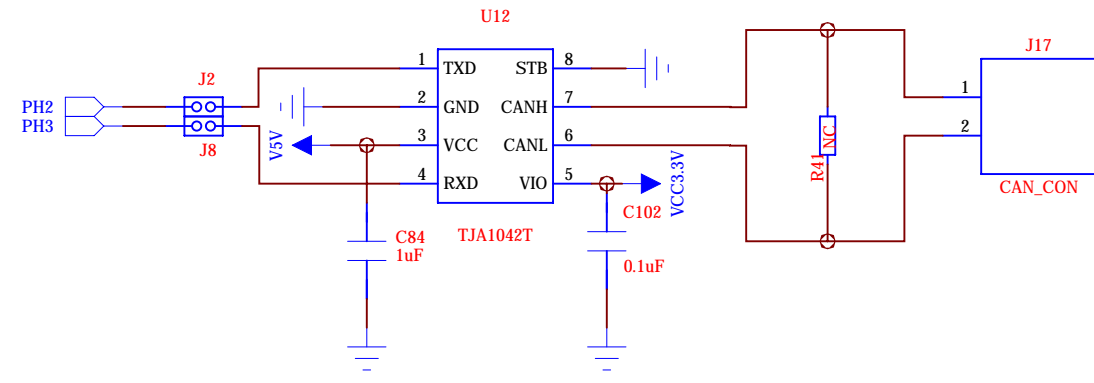 U12
J17
J2
PH2
PH3
J8
1 TXD STB 8
2 GND CANH 7
3 VCC CANL 6
4 RXD VIO 5
V5V
VCC3.3V
TJA1042T
C84
1uF
C102
0.1uF
R41 NC
1
2
CAN_CON